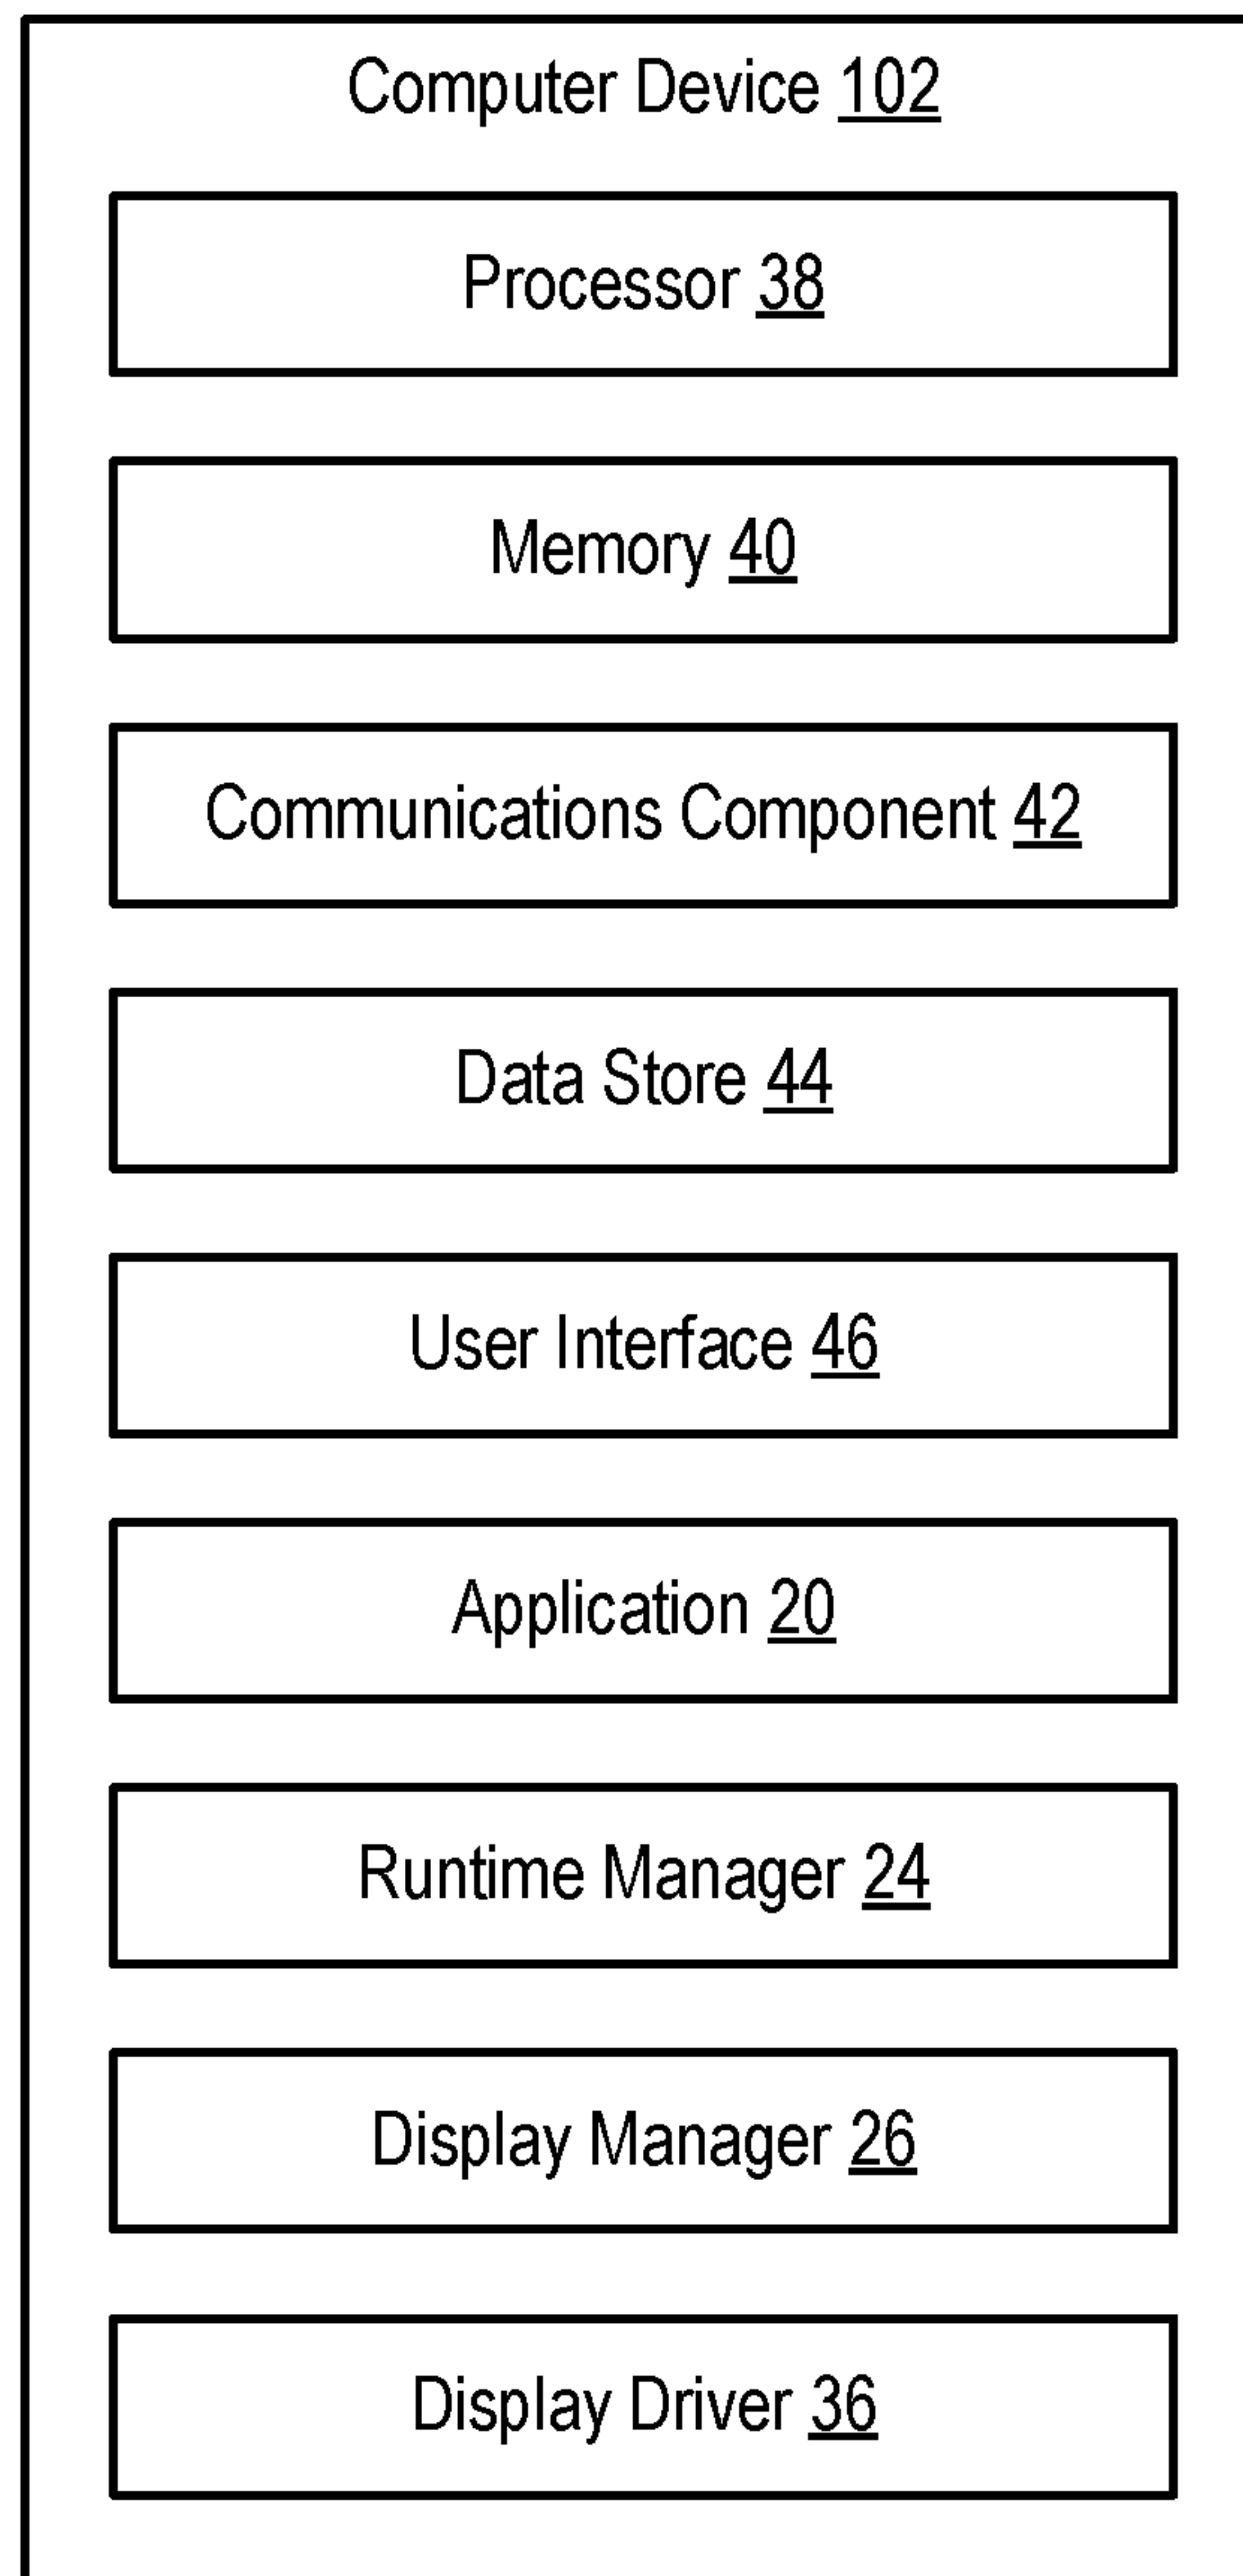 Computer Device 102
Processor 38
Memory 40
Communications Component 42
Data Store 44
User Interface 46
Application 20
Runtime Manager 24
Display Manager 26
Display Driver 36